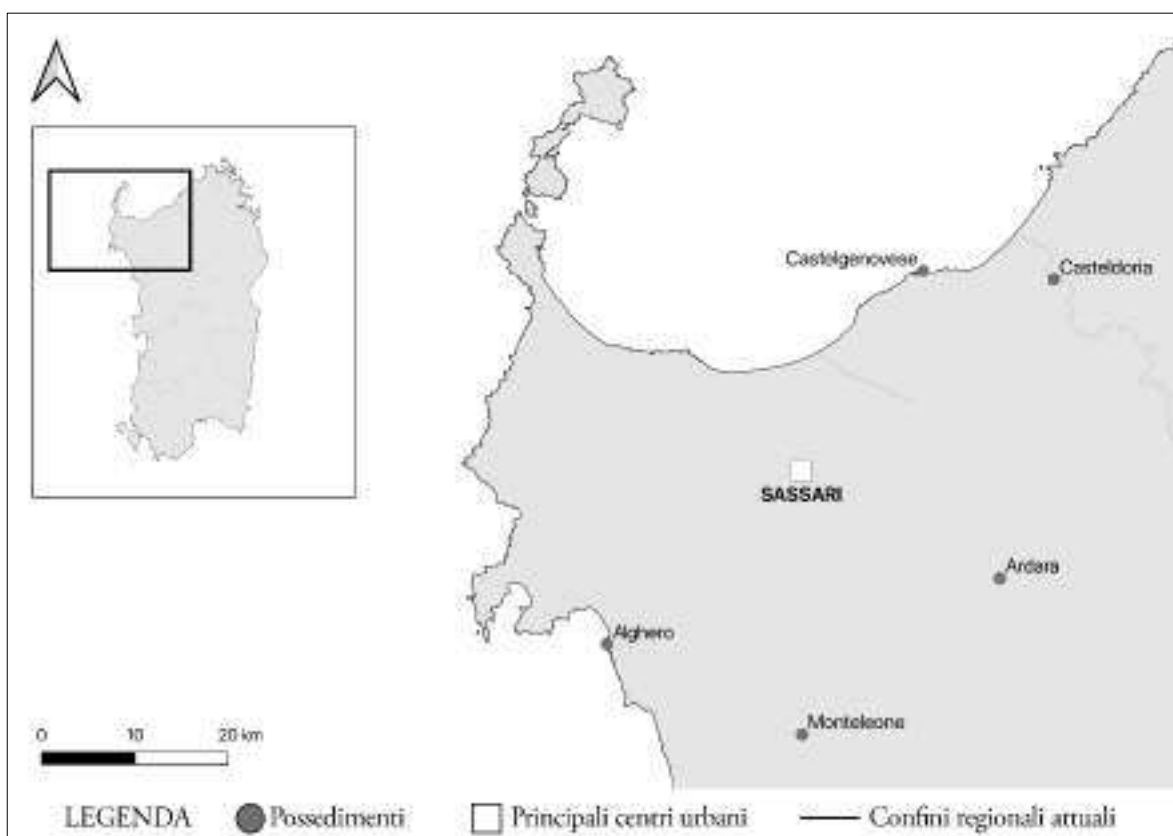 Castelgenovese
Casteldoria
SASSARI
Ardara
Alghero
Monteleone
0 10 20 km
LEGENDA Possedimenti Principali centri urbani Confini regionali attuali